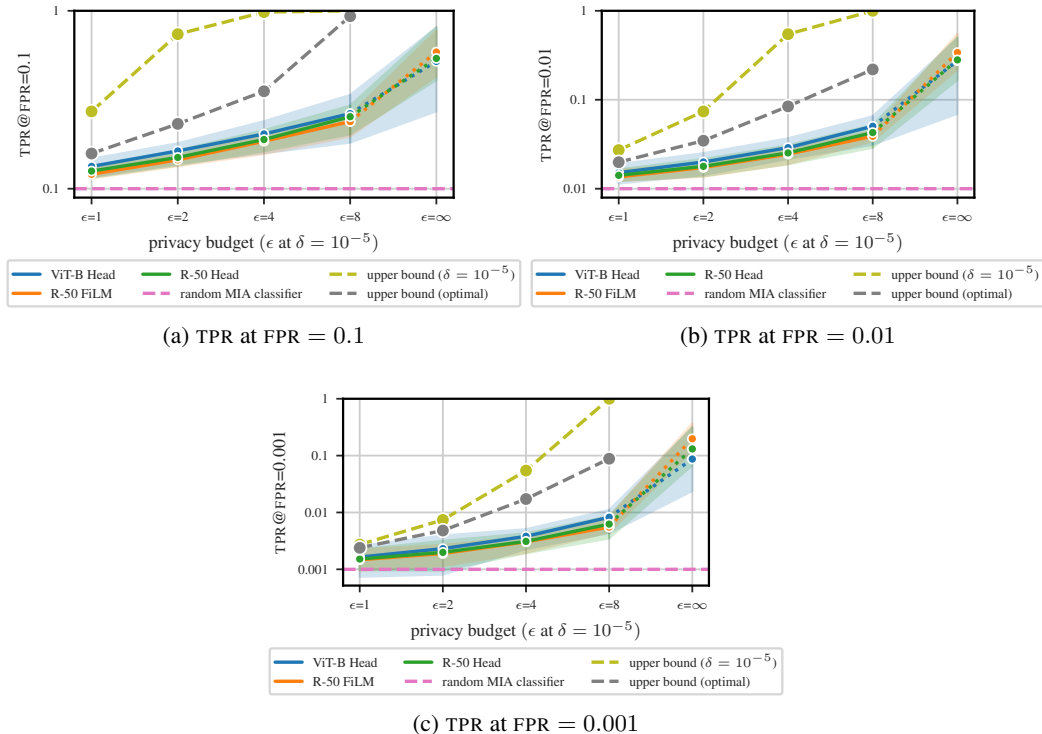 1
TPR@FPR=0.1
0.1
ϵ=1 ϵ=2 ϵ=4 ϵ=8 ϵ=∞
privacy budget (ϵ at δ = 10⁻⁵)
ViT-B Head R-50 Head upper bound (δ = 10⁻⁵)
R-50 FiLM random MIA classifier upper bound (optimal)
(a) TPR at FPR = 0.1
1
0.1
TPR@FPR=0.01
0.01
ϵ=1 ϵ=2 ϵ=4 ϵ=8 ϵ=∞
privacy budget (ϵ at δ = 10⁻⁵)
ViT-B Head R-50 Head upper bound (δ = 10⁻⁵)
R-50 FiLM random MIA classifier upper bound (optimal)
(b) TPR at FPR = 0.01
1
0.1
TPR@FPR=0.001
0.01
0.001
ϵ=1 ϵ=2 ϵ=4 ϵ=8 ϵ=∞
privacy budget (ϵ at δ = 10⁻⁵)
ViT-B Head R-50 Head upper bound (δ = 10⁻⁵)
R-50 FiLM random MIA classifier upper bound (optimal)
(c) TPR at FPR = 0.001